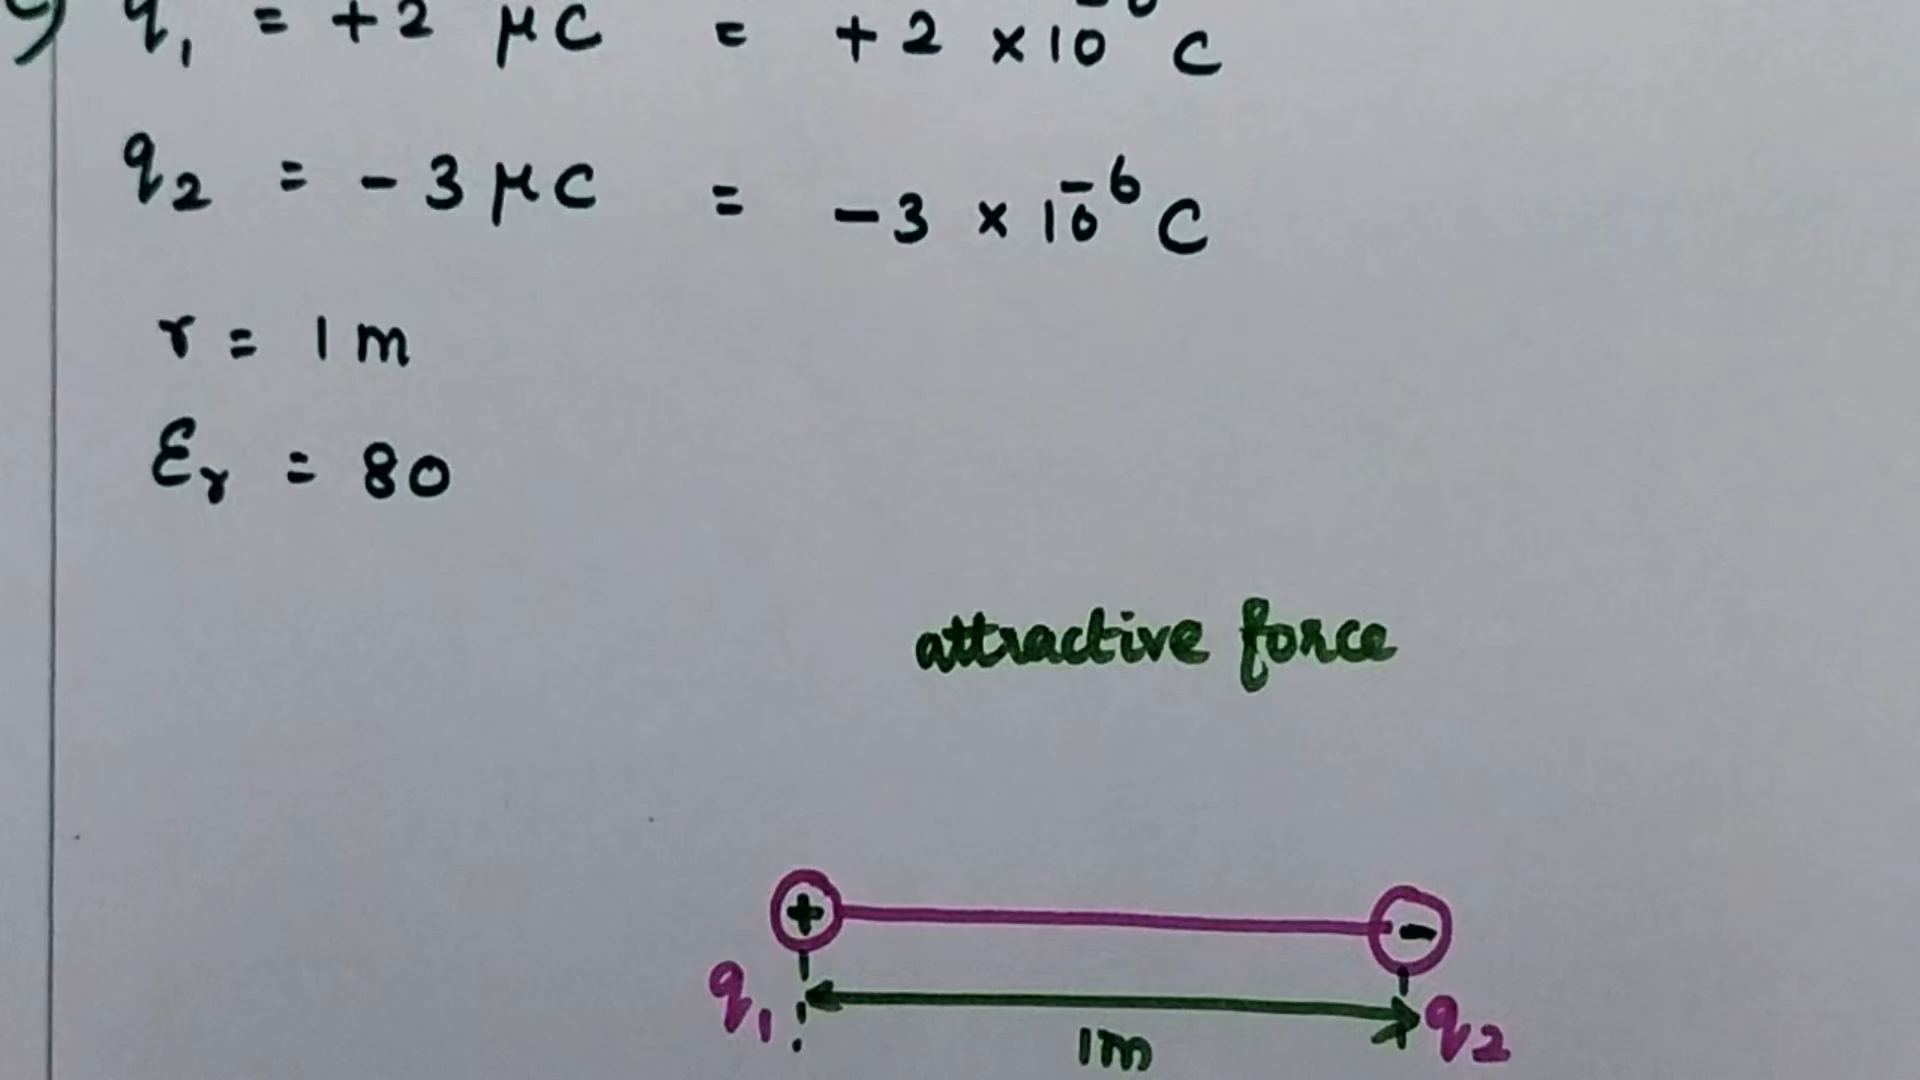 q₁ = +2 μC = +2 × 10⁻⁶ C
q₂ = -3 μC = -3 × 10⁻⁶ C
r = 1 m
εᵣ = 80
attractive force
+ -
q₁ 1m q₂